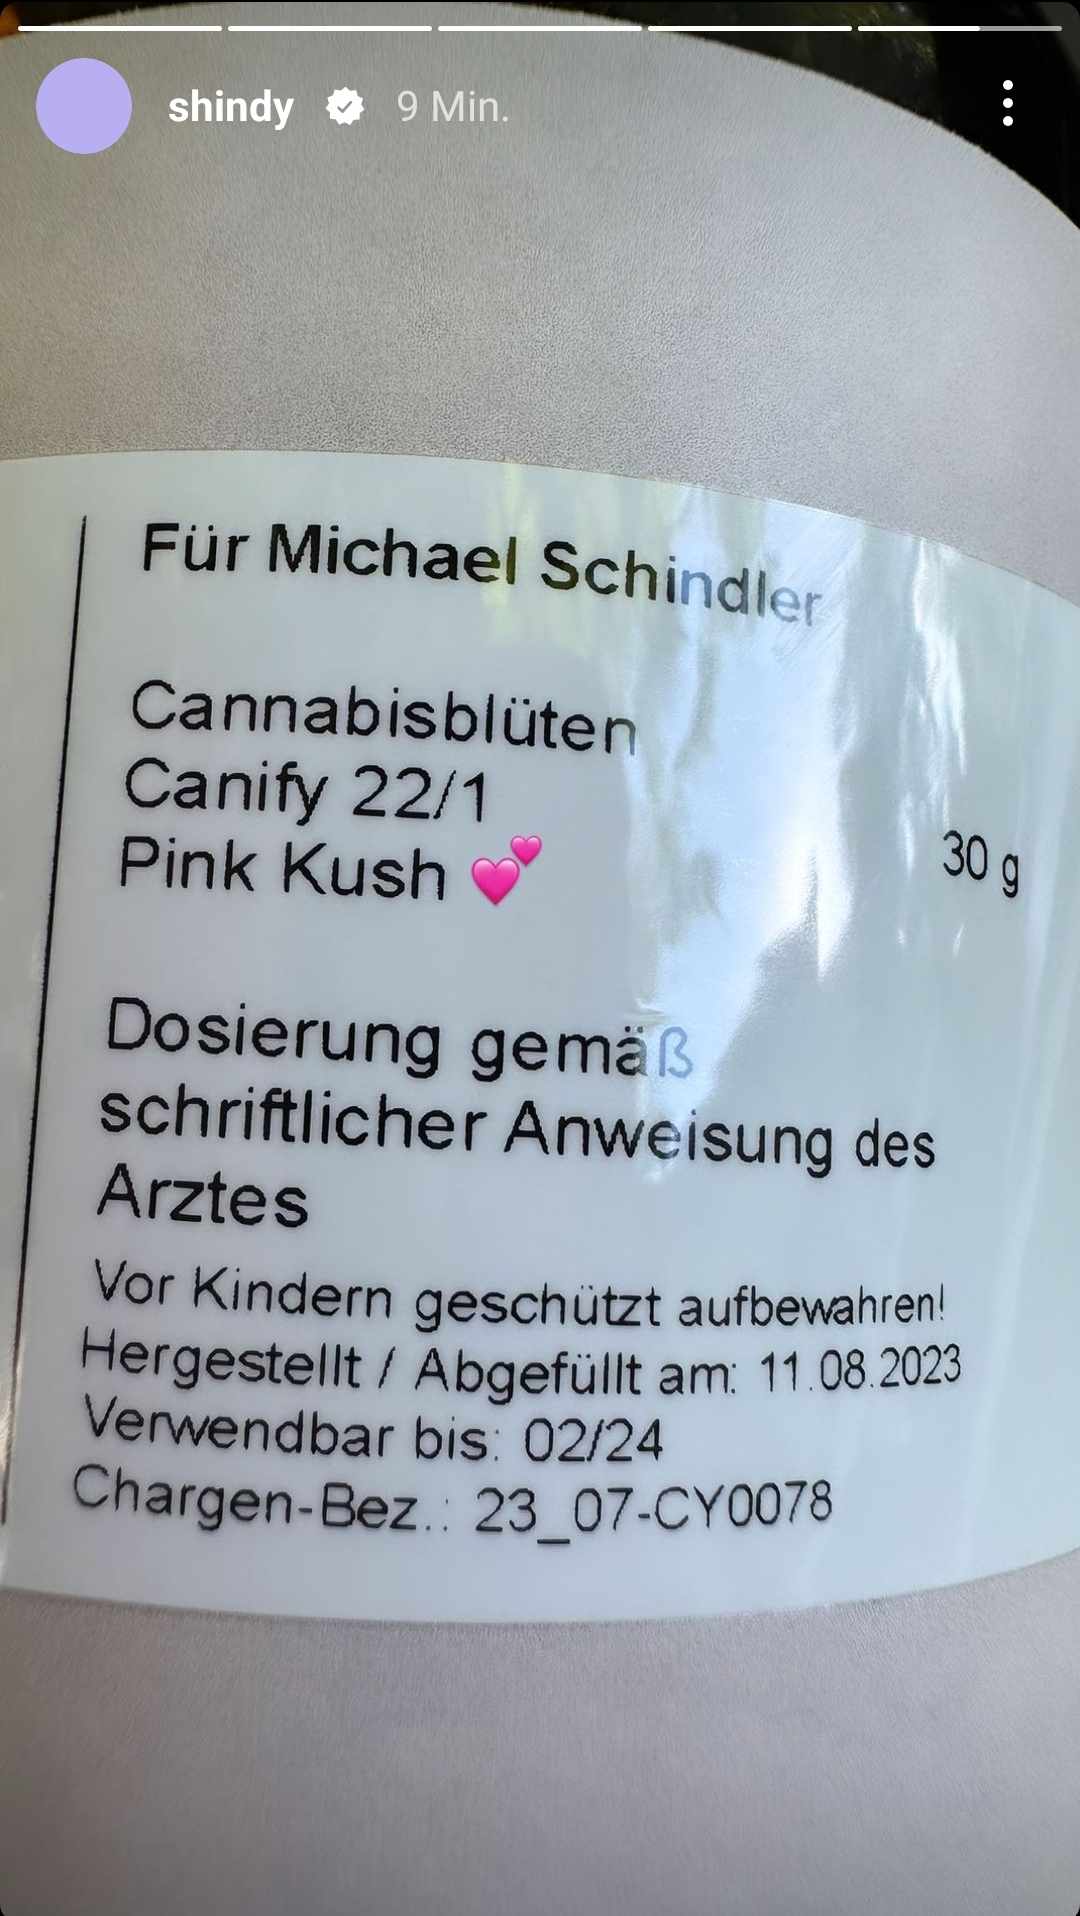 shindy 9 Min.
Für Michael Schindler
Cannabisblüten
Canify 22/1
Pink Kush 💕 30 g
Dosierung gemäß
schriftlicher Anweisung des
Arztes
Vor Kindern geschützt aufbewahren!
Hergestellt / Abgefüllt am: 11.08.2023
Verwendbar bis: 02/24
Chargen-Bez.: 23_07-CY0078